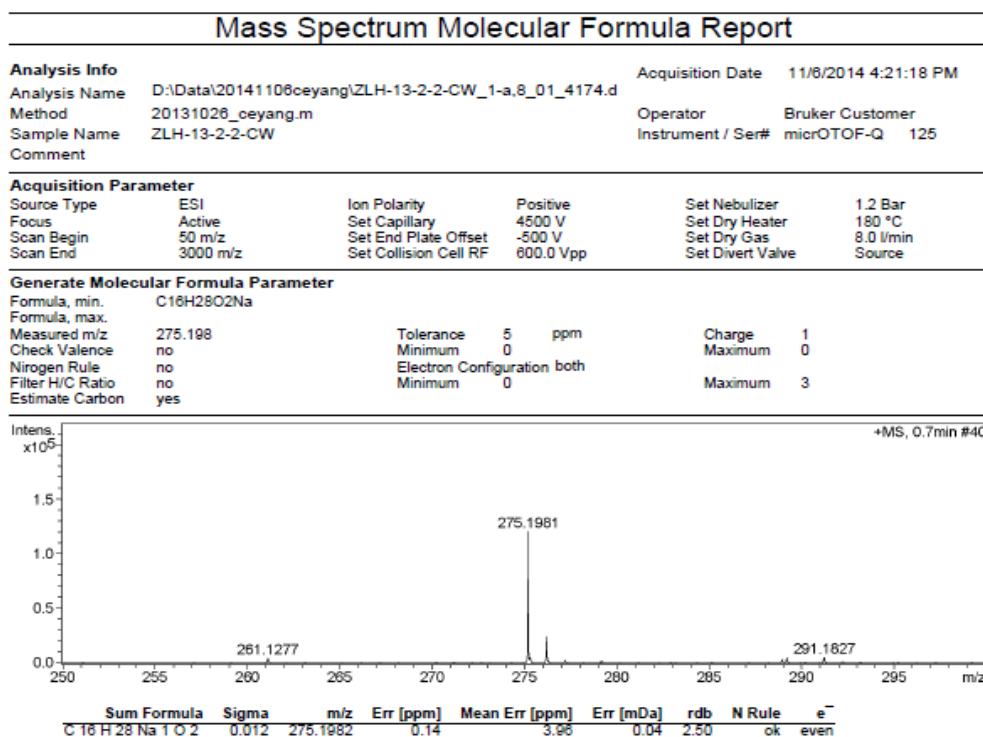 Mass Spectrum Molecular Formula Report
Analysis Info
Acquisition Date 11/6/2014 4:21:18 PM
Analysis Name D:\Data\20141106ceyang\ZLH-13-2-2-CW_1-a,8_01_4174.d
Method 20131026_ceyang.m Operator Bruker Customer
Sample Name ZLH-13-2-2-CW Instrument / Ser# micrOTOF-Q 125
Comment
Acquisition Parameter
Source Type ESI Ion Polarity Positive Set Nebulizer 1.2 Bar
Focus Active Set Capillary 4500 V Set Dry Heater 180 °C
Scan Begin 50 m/z Set End Plate Offset -500 V Set Dry Gas 8.0 l/min
Scan End 3000 m/z Set Collision Cell RF 600.0 Vpp Set Divert Valve Source
Generate Molecular Formula Parameter
Formula, min. C16H28O2Na
Formula, max.
Measured m/z 275.198 Tolerance 5 ppm Charge 1
Check Valence no Minimum 0 Maximum 0
Nirogen Rule no Electron Configuration both
Filter H/C Ratio no Minimum 0 Maximum 3
Estimate Carbon yes
Intens. +MS, 0.7min #40
x105
1.5
275.1981
1.0
0.5
261.1277 291.1827
0.0
250 255 260 265 270 275 280 285 290 295 m/z
Sum Formula Sigma m/z Err [ppm] Mean Err [ppm] Err [mDa] rdb N Rule e⁻
C 16 H 28 Na 1 O 2 0.012 275.1982 0.14 3.96 0.04 2.50 ok even